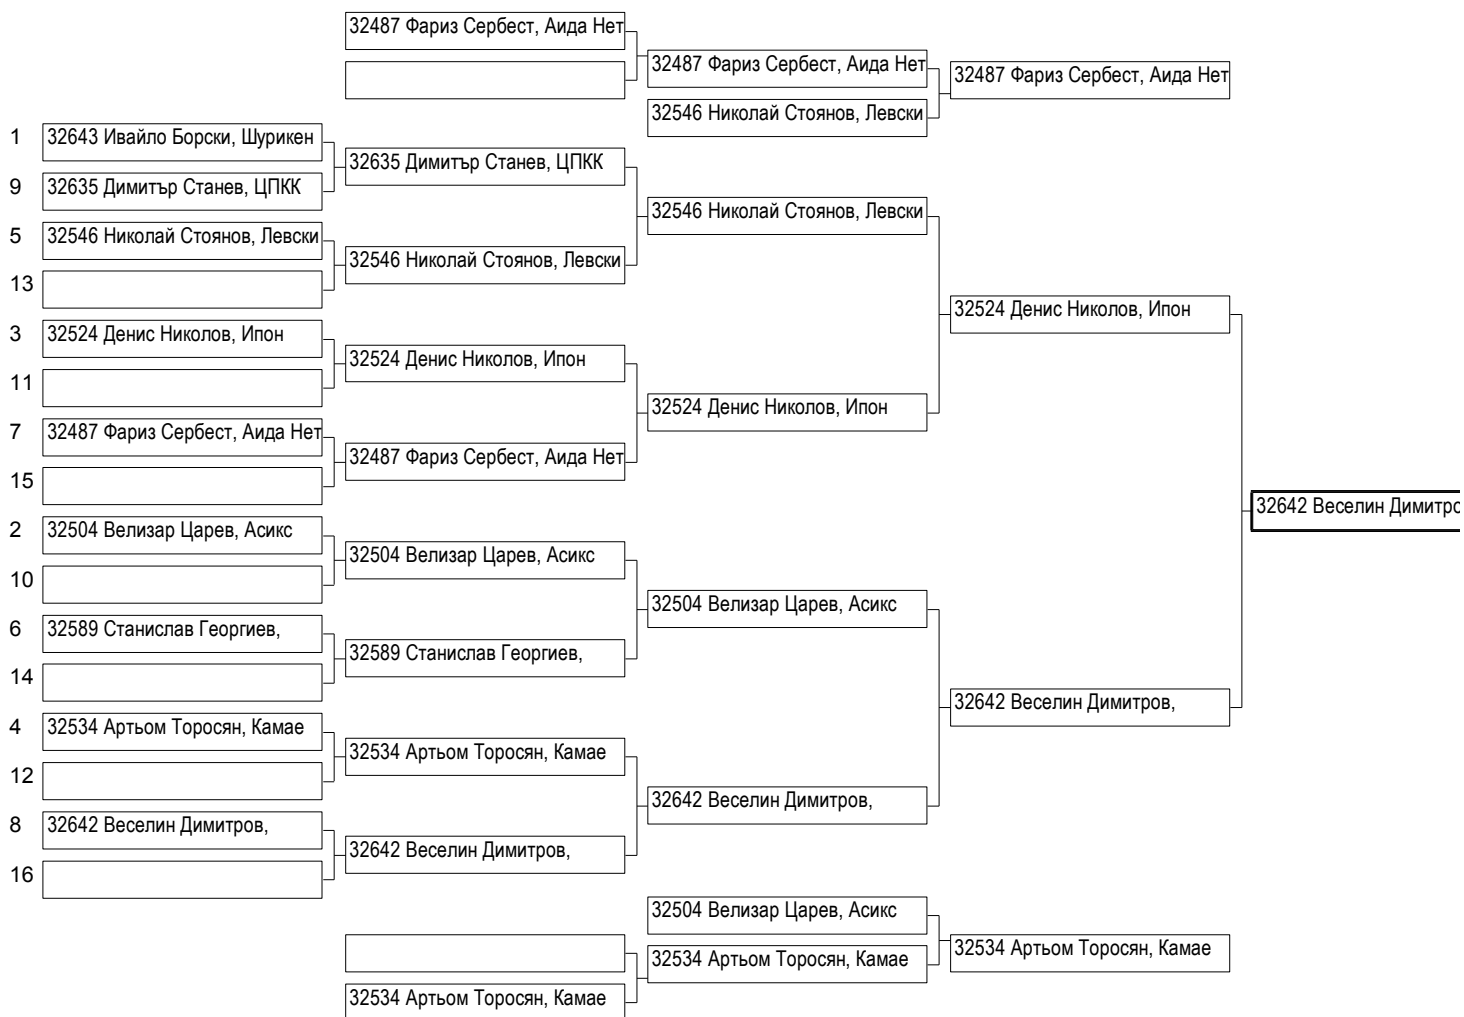 32487 Фариз Сербест, Аида Нет
32487 Фариз Сербест, Аида Нет
32487 Фариз Сербест, Аида Нет
32546 Николай Стоянов, Левски
1 32643 Ивайло Борски, Шурикен
32635 Димитър Станев, ЦПКК
9 32635 Димитър Станев, ЦПКК
32546 Николай Стоянов, Левски
5 32546 Николай Стоянов, Левски
32546 Николай Стоянов, Левски
13
32524 Денис Николов, Ипон
3 32524 Денис Николов, Ипон
32524 Денис Николов, Ипон
11
32524 Денис Николов, Ипон
7 32487 Фариз Сербест, Аида Нет
32487 Фариз Сербест, Аида Нет
15
32642 Веселин Димитро
2 32504 Велизар Царев, Асикс
32504 Велизар Царев, Асикс
10
32504 Велизар Царев, Асикс
6 32589 Станислав Георгиев,
32589 Станислав Георгиев,
14
32642 Веселин Димитров,
4 32534 Артьом Торосян, Камае
32534 Артьом Торосян, Камае
12
32642 Веселин Димитров,
8 32642 Веселин Димитров,
32642 Веселин Димитров,
16
32504 Велизар Царев, Асикс
32534 Артьом Торосян, Камае
32534 Артьом Торосян, Камае
32534 Артьом Торосян, Камае